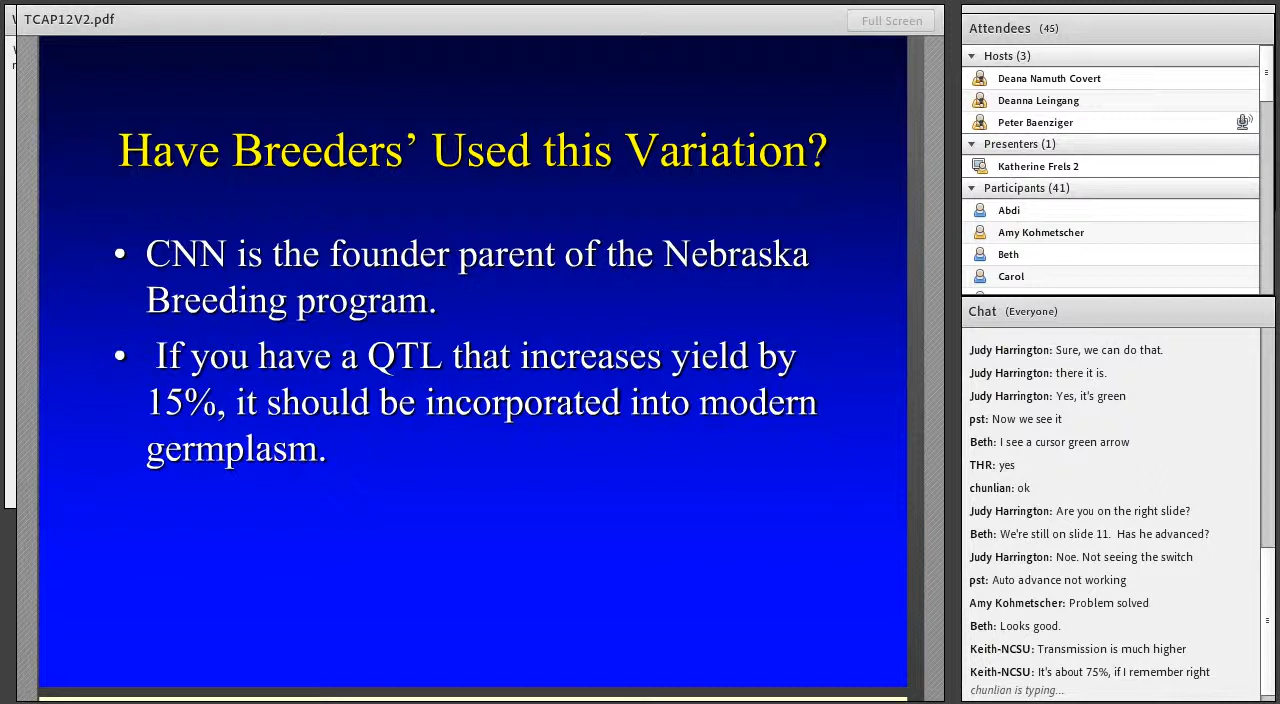 TCAP12V2.pdf
Full Screen
Have Breeders’ Used this Variation?
• CNN is the founder parent of the Nebraska
Breeding program.
• If you have a QTL that increases yield by
15%, it should be incorporated into modern
germplasm.
Attendees (45)
Hosts (3)
Deana Namuth Covert
Deanna Leingang
Peter Baenziger
Presenters (1)
Katherine Frels 2
Participants (41)
Abdi
Amy Kohmetscher
Beth
Carol
Chat (Everyone)
Judy Harrington: Sure, we can do that.
Judy Harrington: there it is.
Judy Harrington: Yes, it's green
pst: Now we see it
Beth: I see a cursor green arrow
THR: yes
chunlian: ok
Judy Harrington: Are you on the right slide?
Beth: We're still on slide 11. Has he advanced?
Judy Harrington: Noe. Not seeing the switch
pst: Auto advance not working
Amy Kohmetscher: Problem solved
Beth: Looks good.
Keith-NCSU: Transmission is much higher
Keith-NCSU: It's about 75%, if I remember right
chunlian is typing...